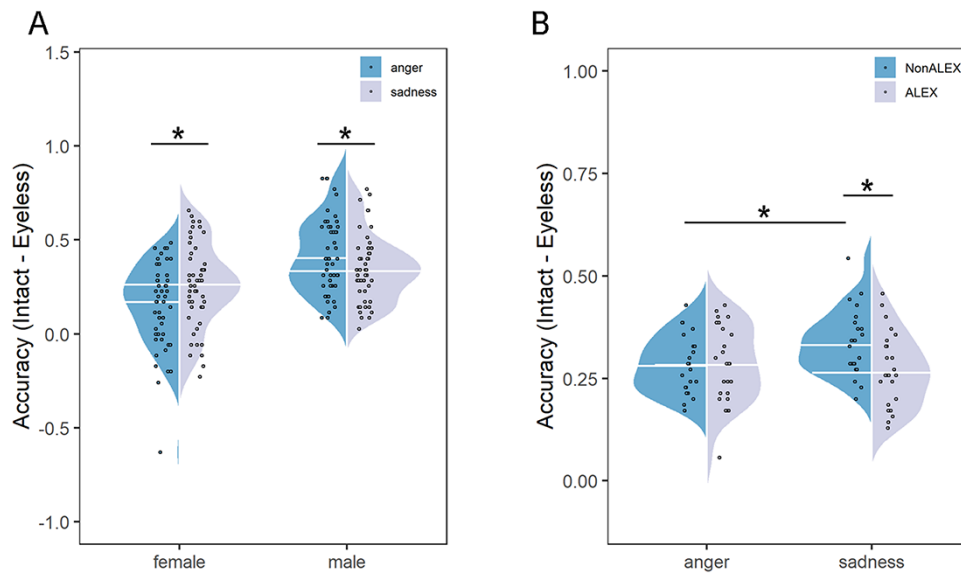 A
Accuracy (Intact - Eyeless)
1.5
1.0
0.5
0.0
-0.5
-1.0
anger
sadness
*
*
female
male
B
Accuracy (Intact - Eyeless)
1.00
0.75
0.50
0.25
0.00
NonALEX
ALEX
*
*
anger
sadness